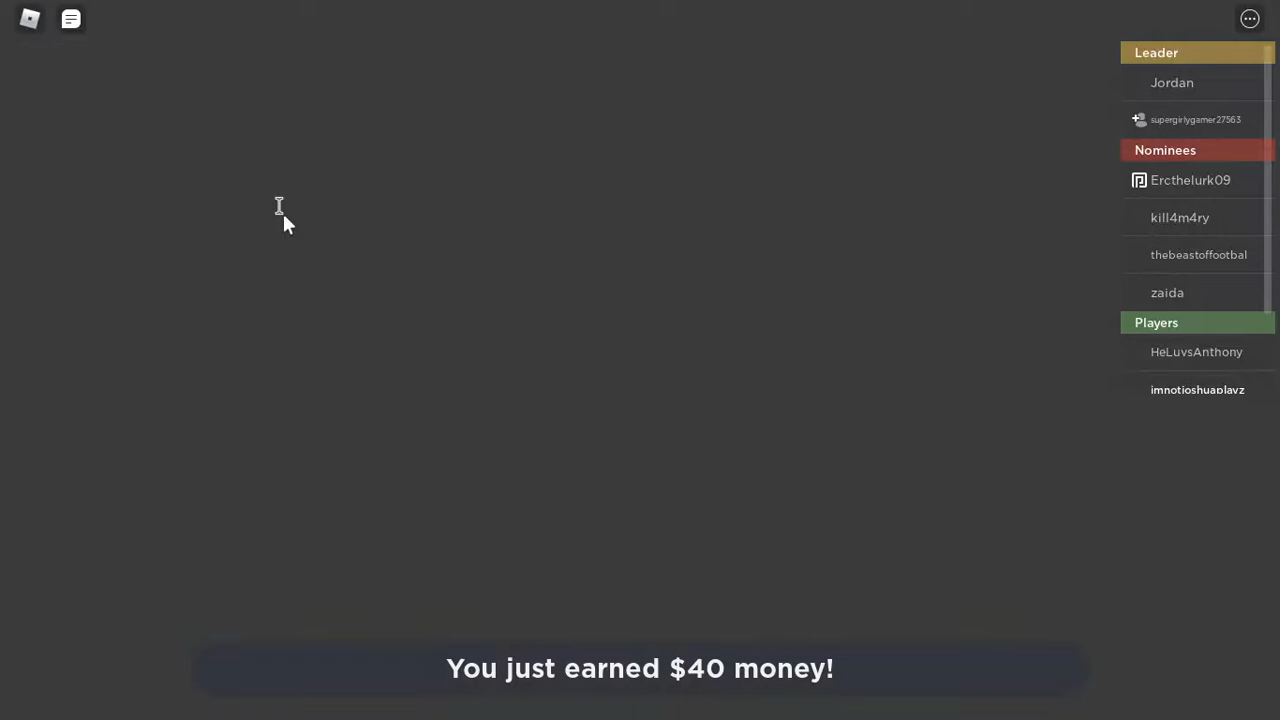 Leader
Jordan
supergirlygamer27563
Nominees
Ercthelurk09
kill4m4ry
thebeastoffootbal
zaida
Players
HeLuvsAnthony
imnotjoshuaplayz
You just earned $40 money!